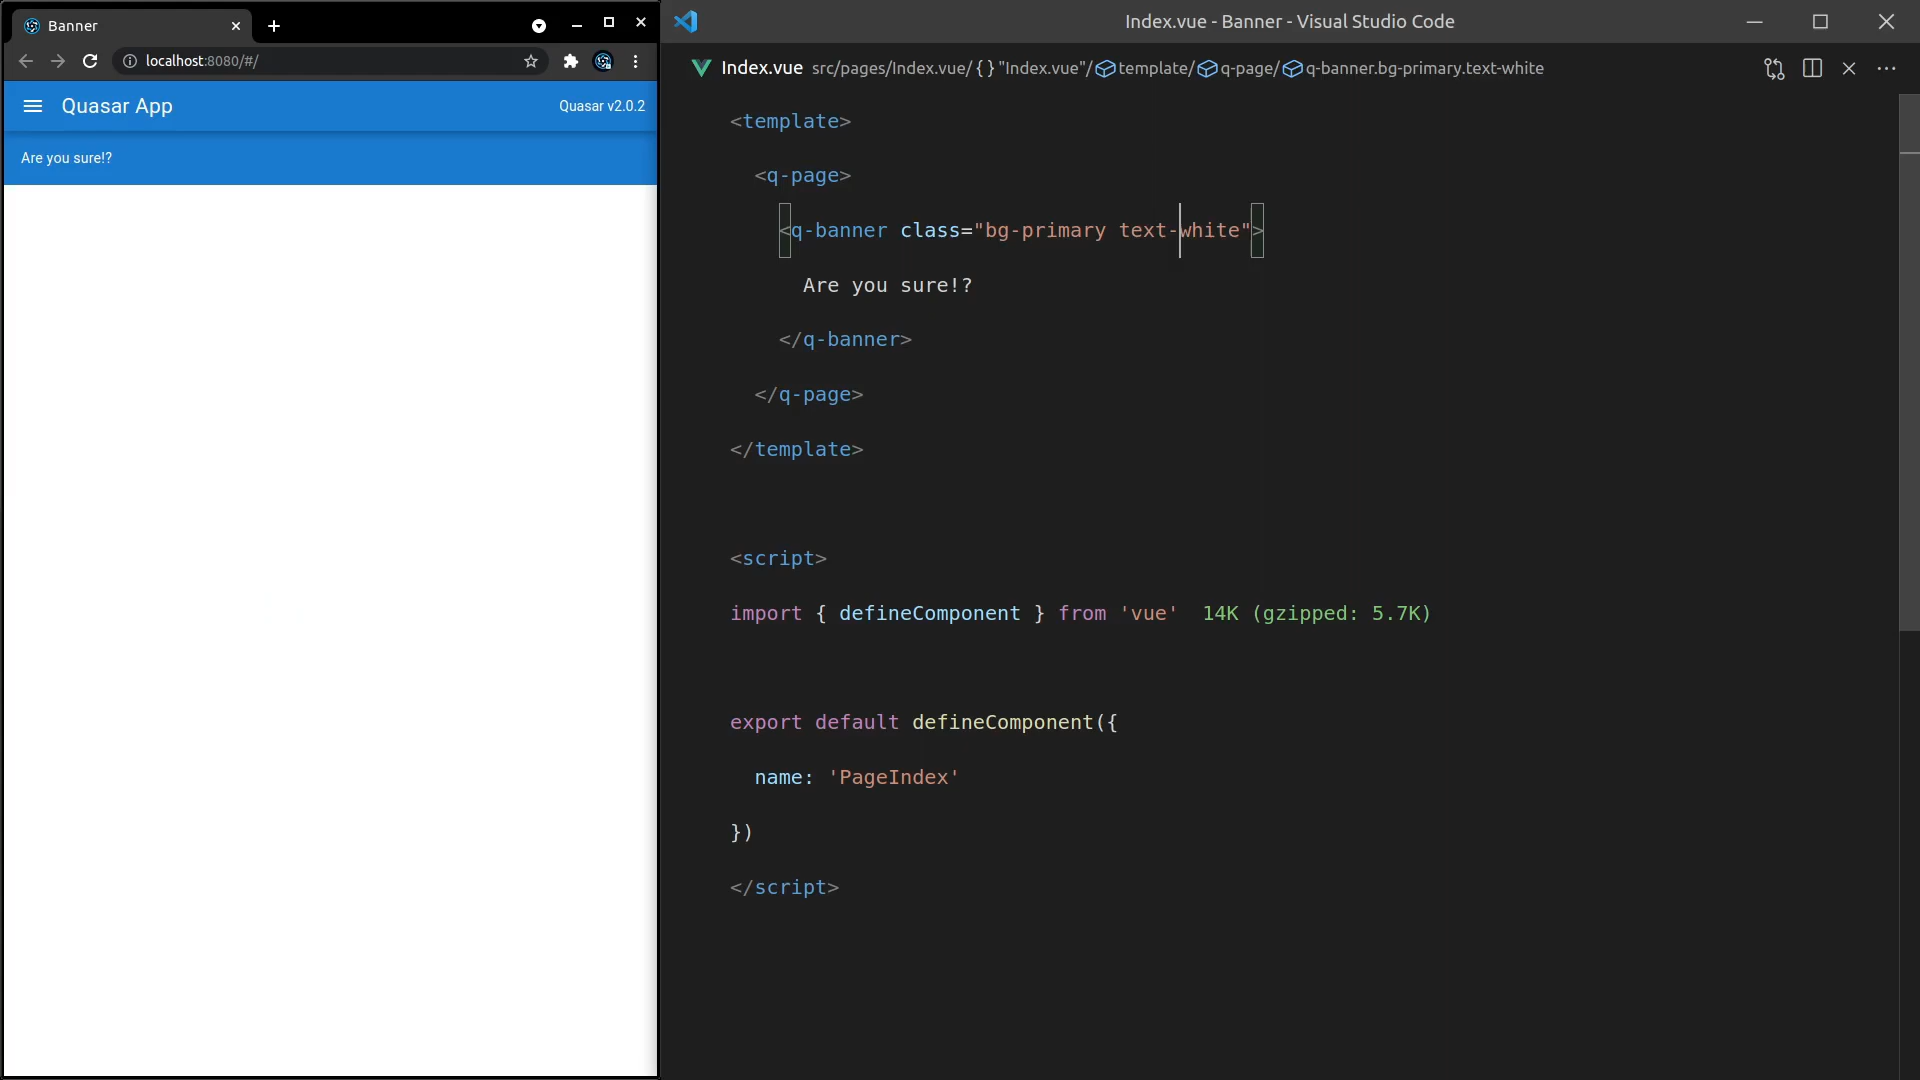 Banner
localhost:8080/#/
Quasar App
Quasar v2.0.2
Are you sure!?
Index.vue - Banner - Visual Studio Code
Index.vue src/pages/Index.vue/ { } "Index.vue"/ template/ q-page/ q-banner.bg-primary.text-white
<template>
<q-page>
<q-banner class="bg-primary text-white">
Are you sure!?
</q-banner>
</q-page>
</template>
<script>
import { defineComponent } from 'vue' 14K (gzipped: 5.7K)
export default defineComponent({
name: 'PageIndex'
})
</script>